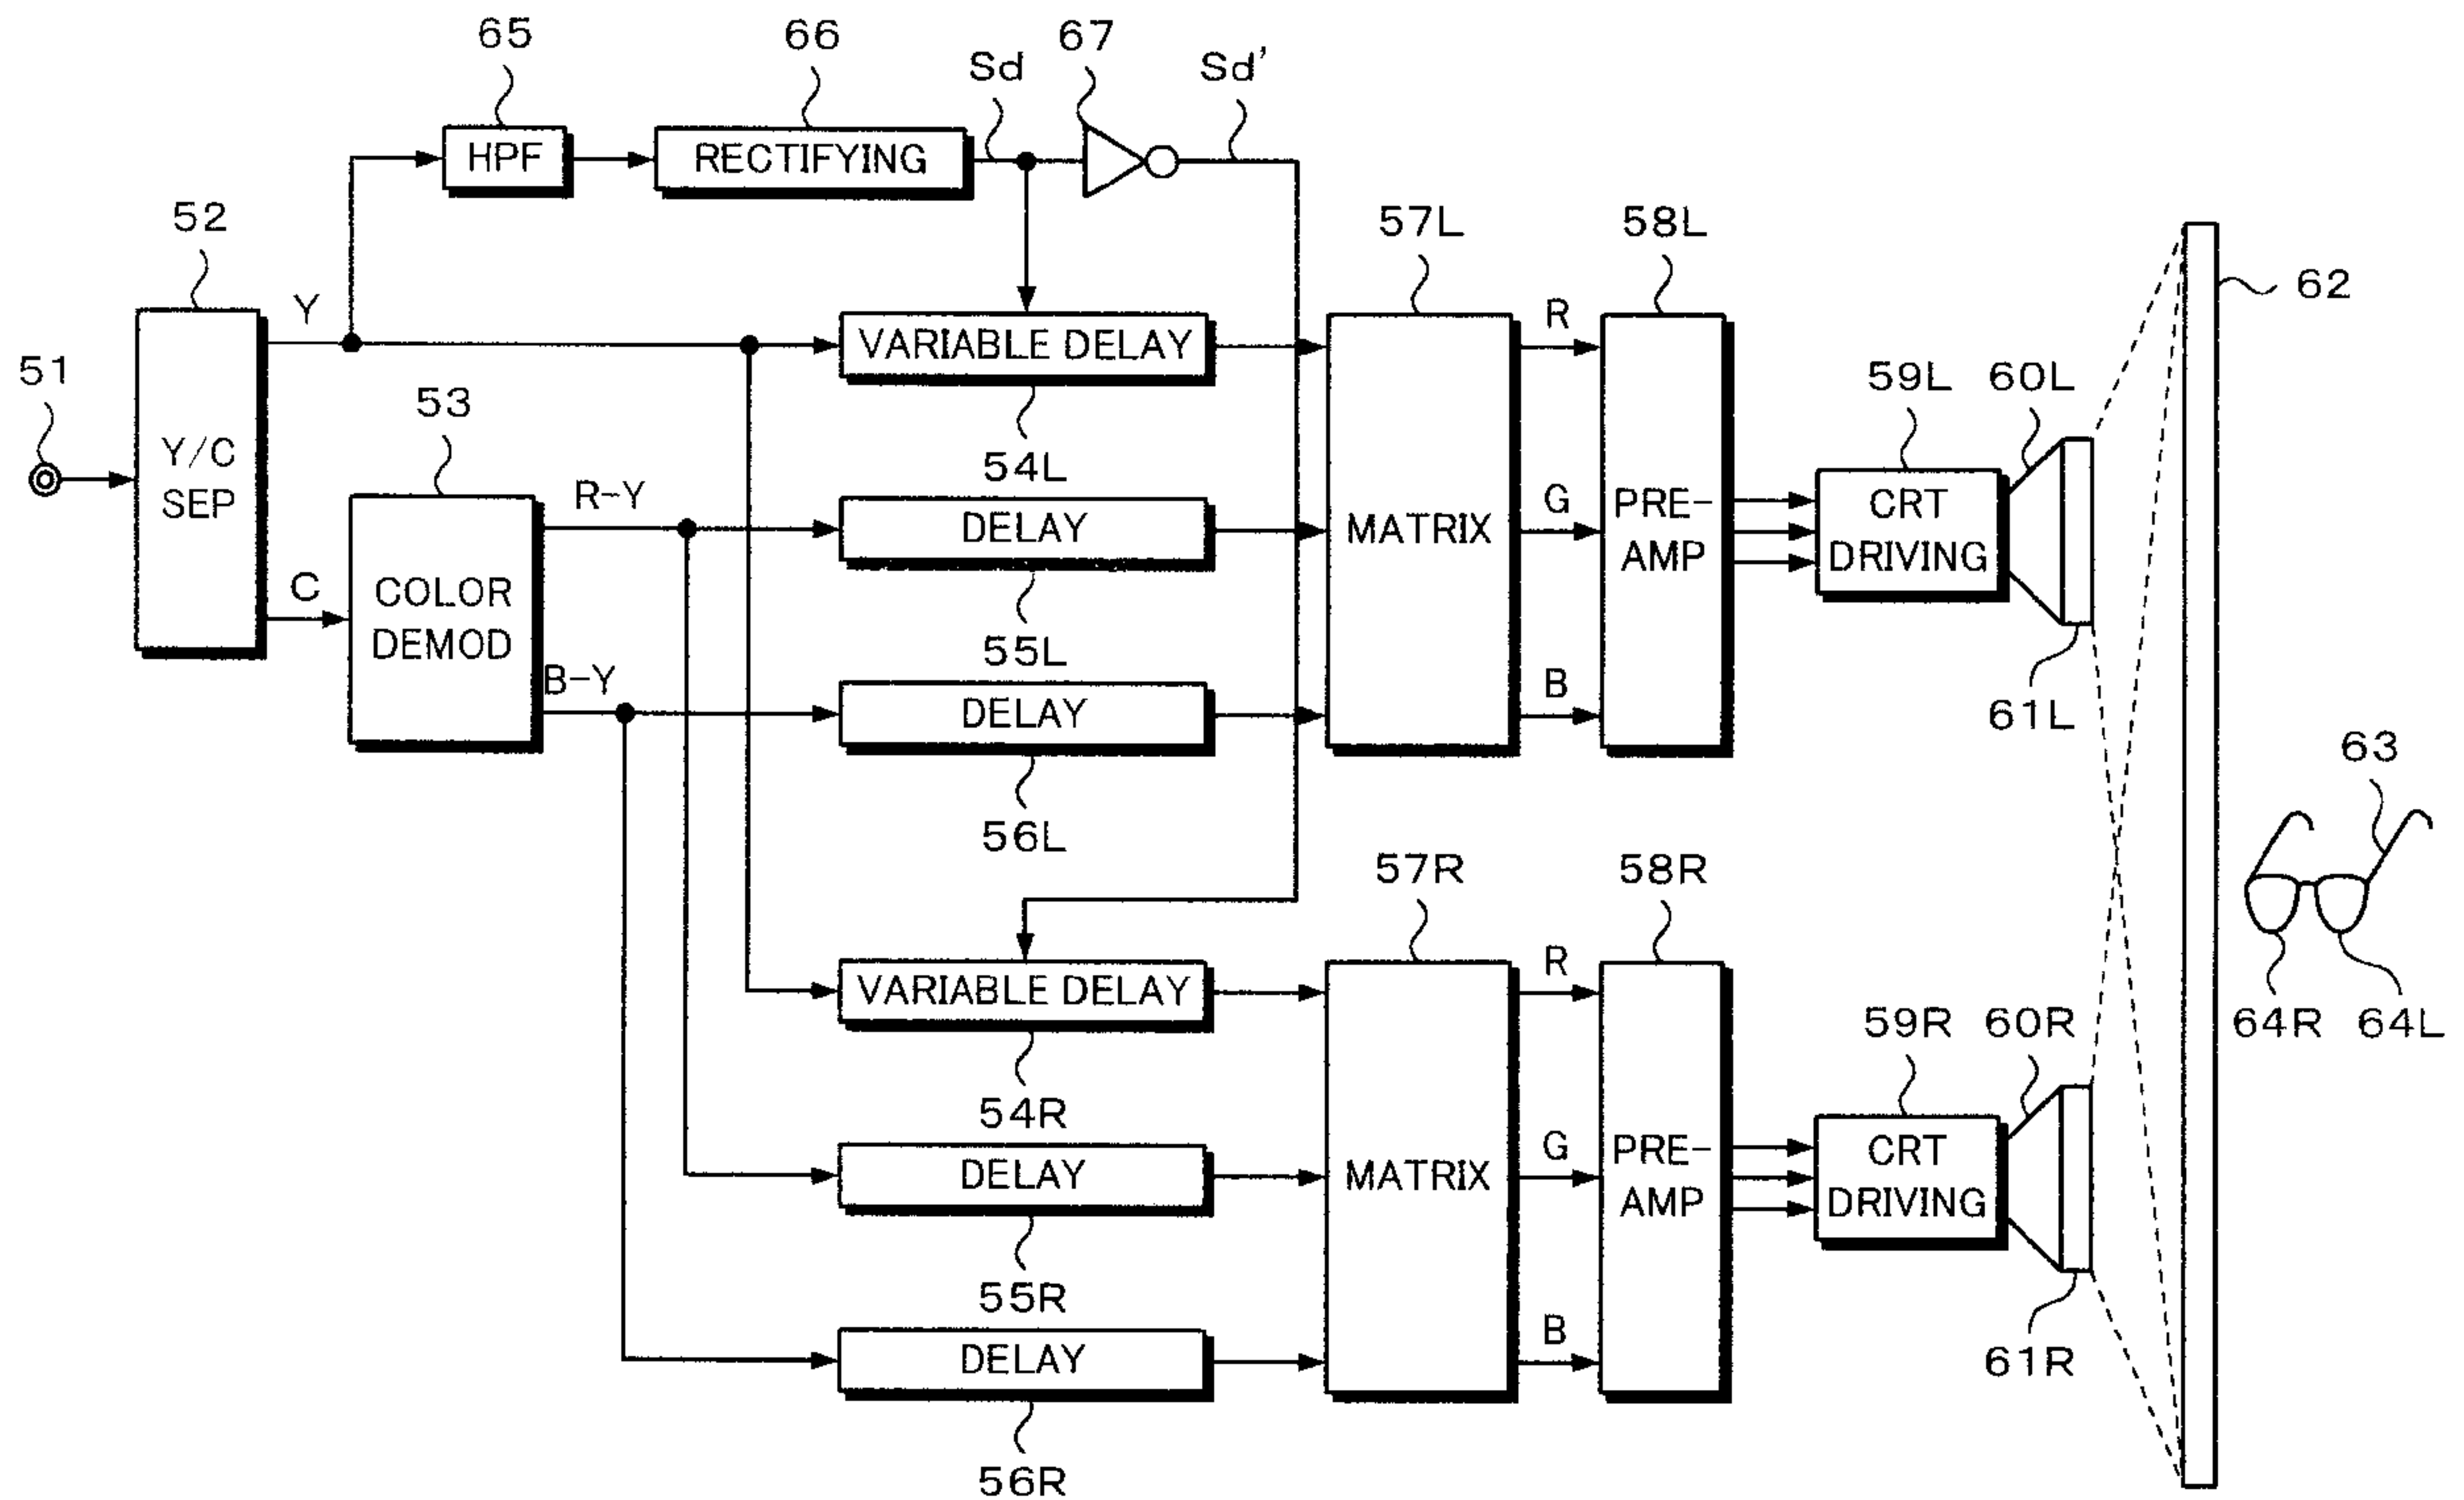 65
66
Sd
67
Sd'
HPF
RECTIFYING
52
57L
58L
62
Y
R
VARIABLE DELAY
51
53
59L
60L
Y/C
SEP
54L
R-Y
G
DELAY
MATRIX
PRE-
AMP
CRT
DRIVING
C
COLOR
DEMOD
55L
B-Y
B
DELAY
61L
63
56L
57R
58R
R
VARIABLE DELAY
59R
60R
64R
64L
54R
G
DELAY
MATRIX
PRE-
AMP
CRT
DRIVING
55R
B
DELAY
61R
56R